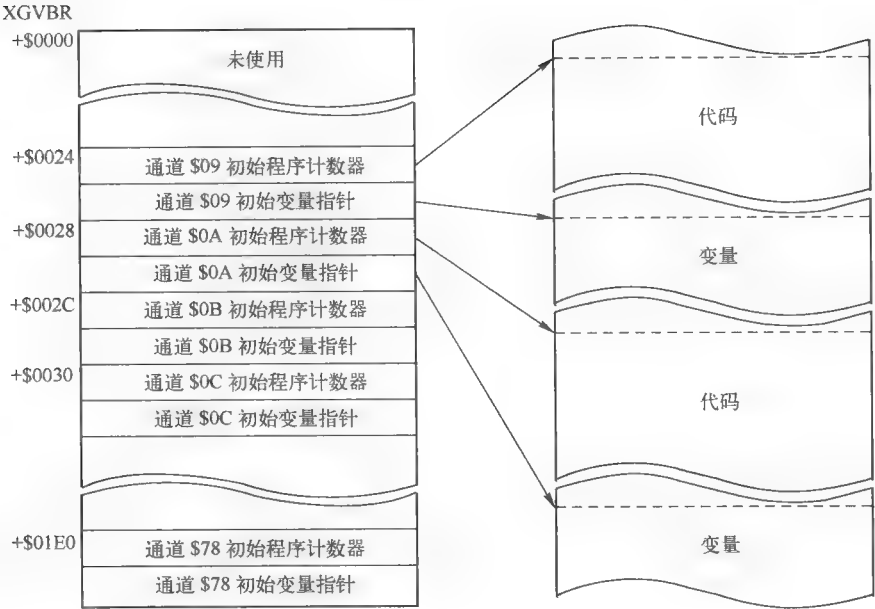 XGVBR
+$0000
未使用
+$0024
通道 $09 初始程序计数器
通道 $09 初始变量指针
+$0028
通道 $0A 初始程序计数器
通道 $0A 初始变量指针
+$002C
通道 $0B 初始程序计数器
通道 $0B 初始变量指针
+$0030
通道 $0C 初始程序计数器
通道 $0C 初始变量指针
+$01E0
通道 $78 初始程序计数器
通道 $78 初始变量指针
代码
变量
代码
变量